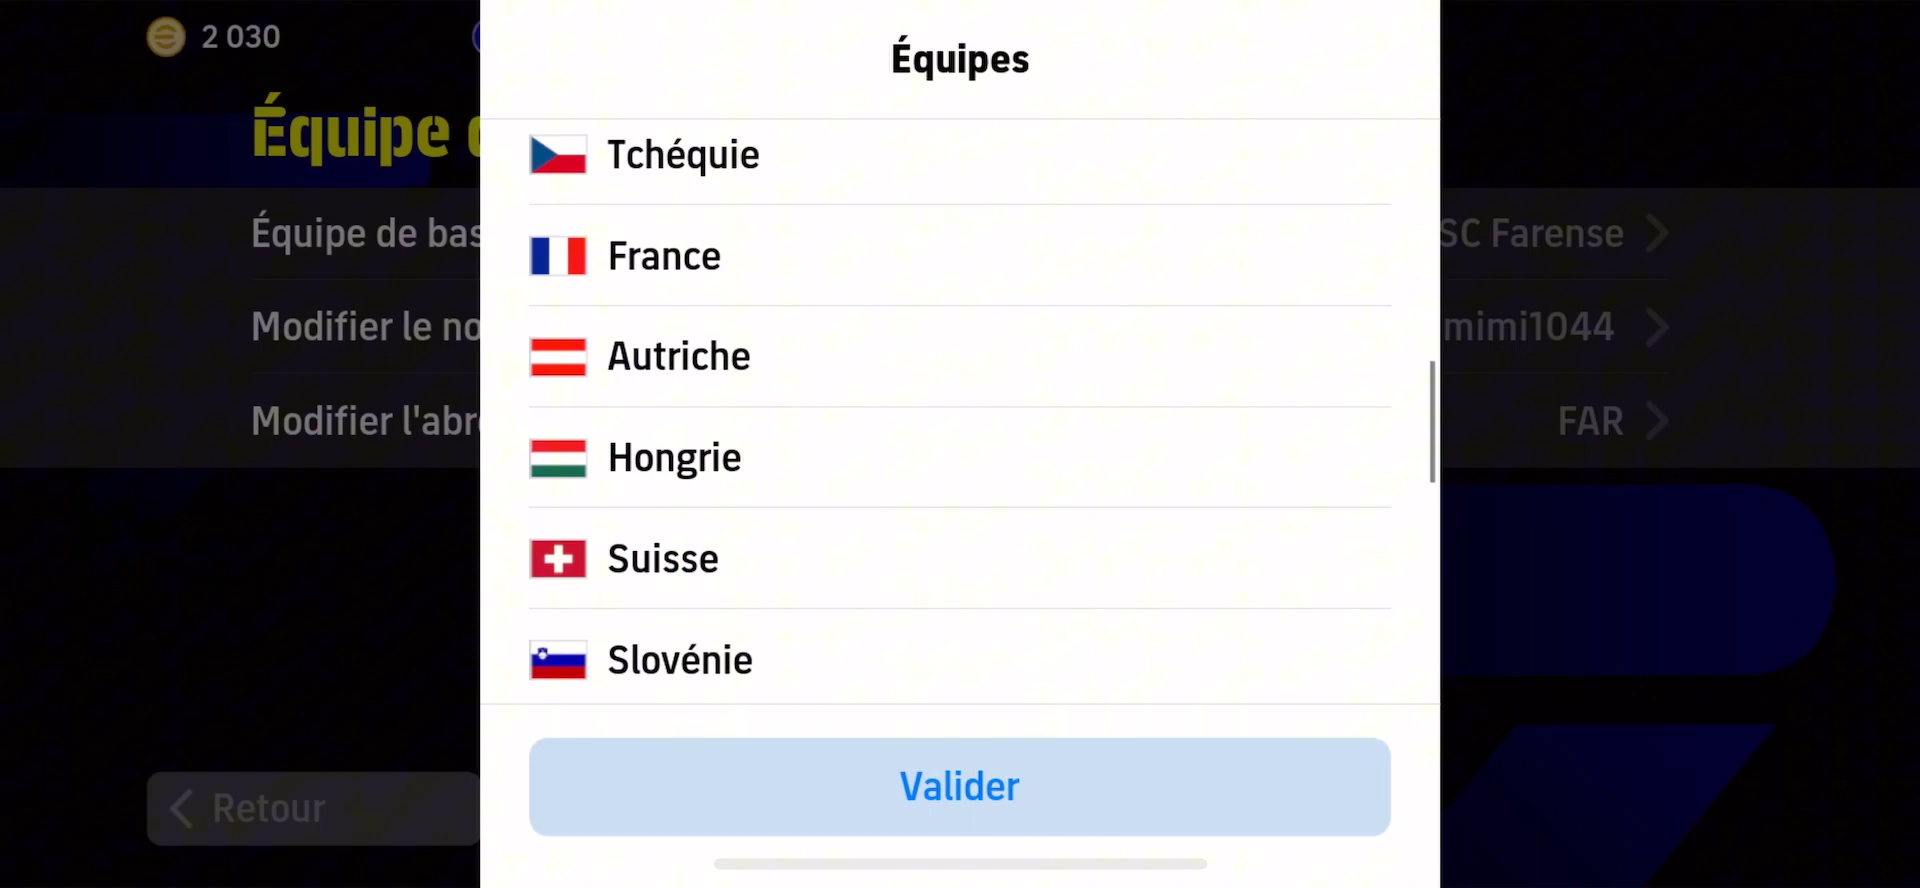 2 030
Équipes
Équipe
Tchéquie
Équipe de bas
SC Farense
France
Modifier le no
mimi1044
Autriche
Modifier l'abr
FAR
Hongrie
Suisse
Slovénie
Valider
Retour